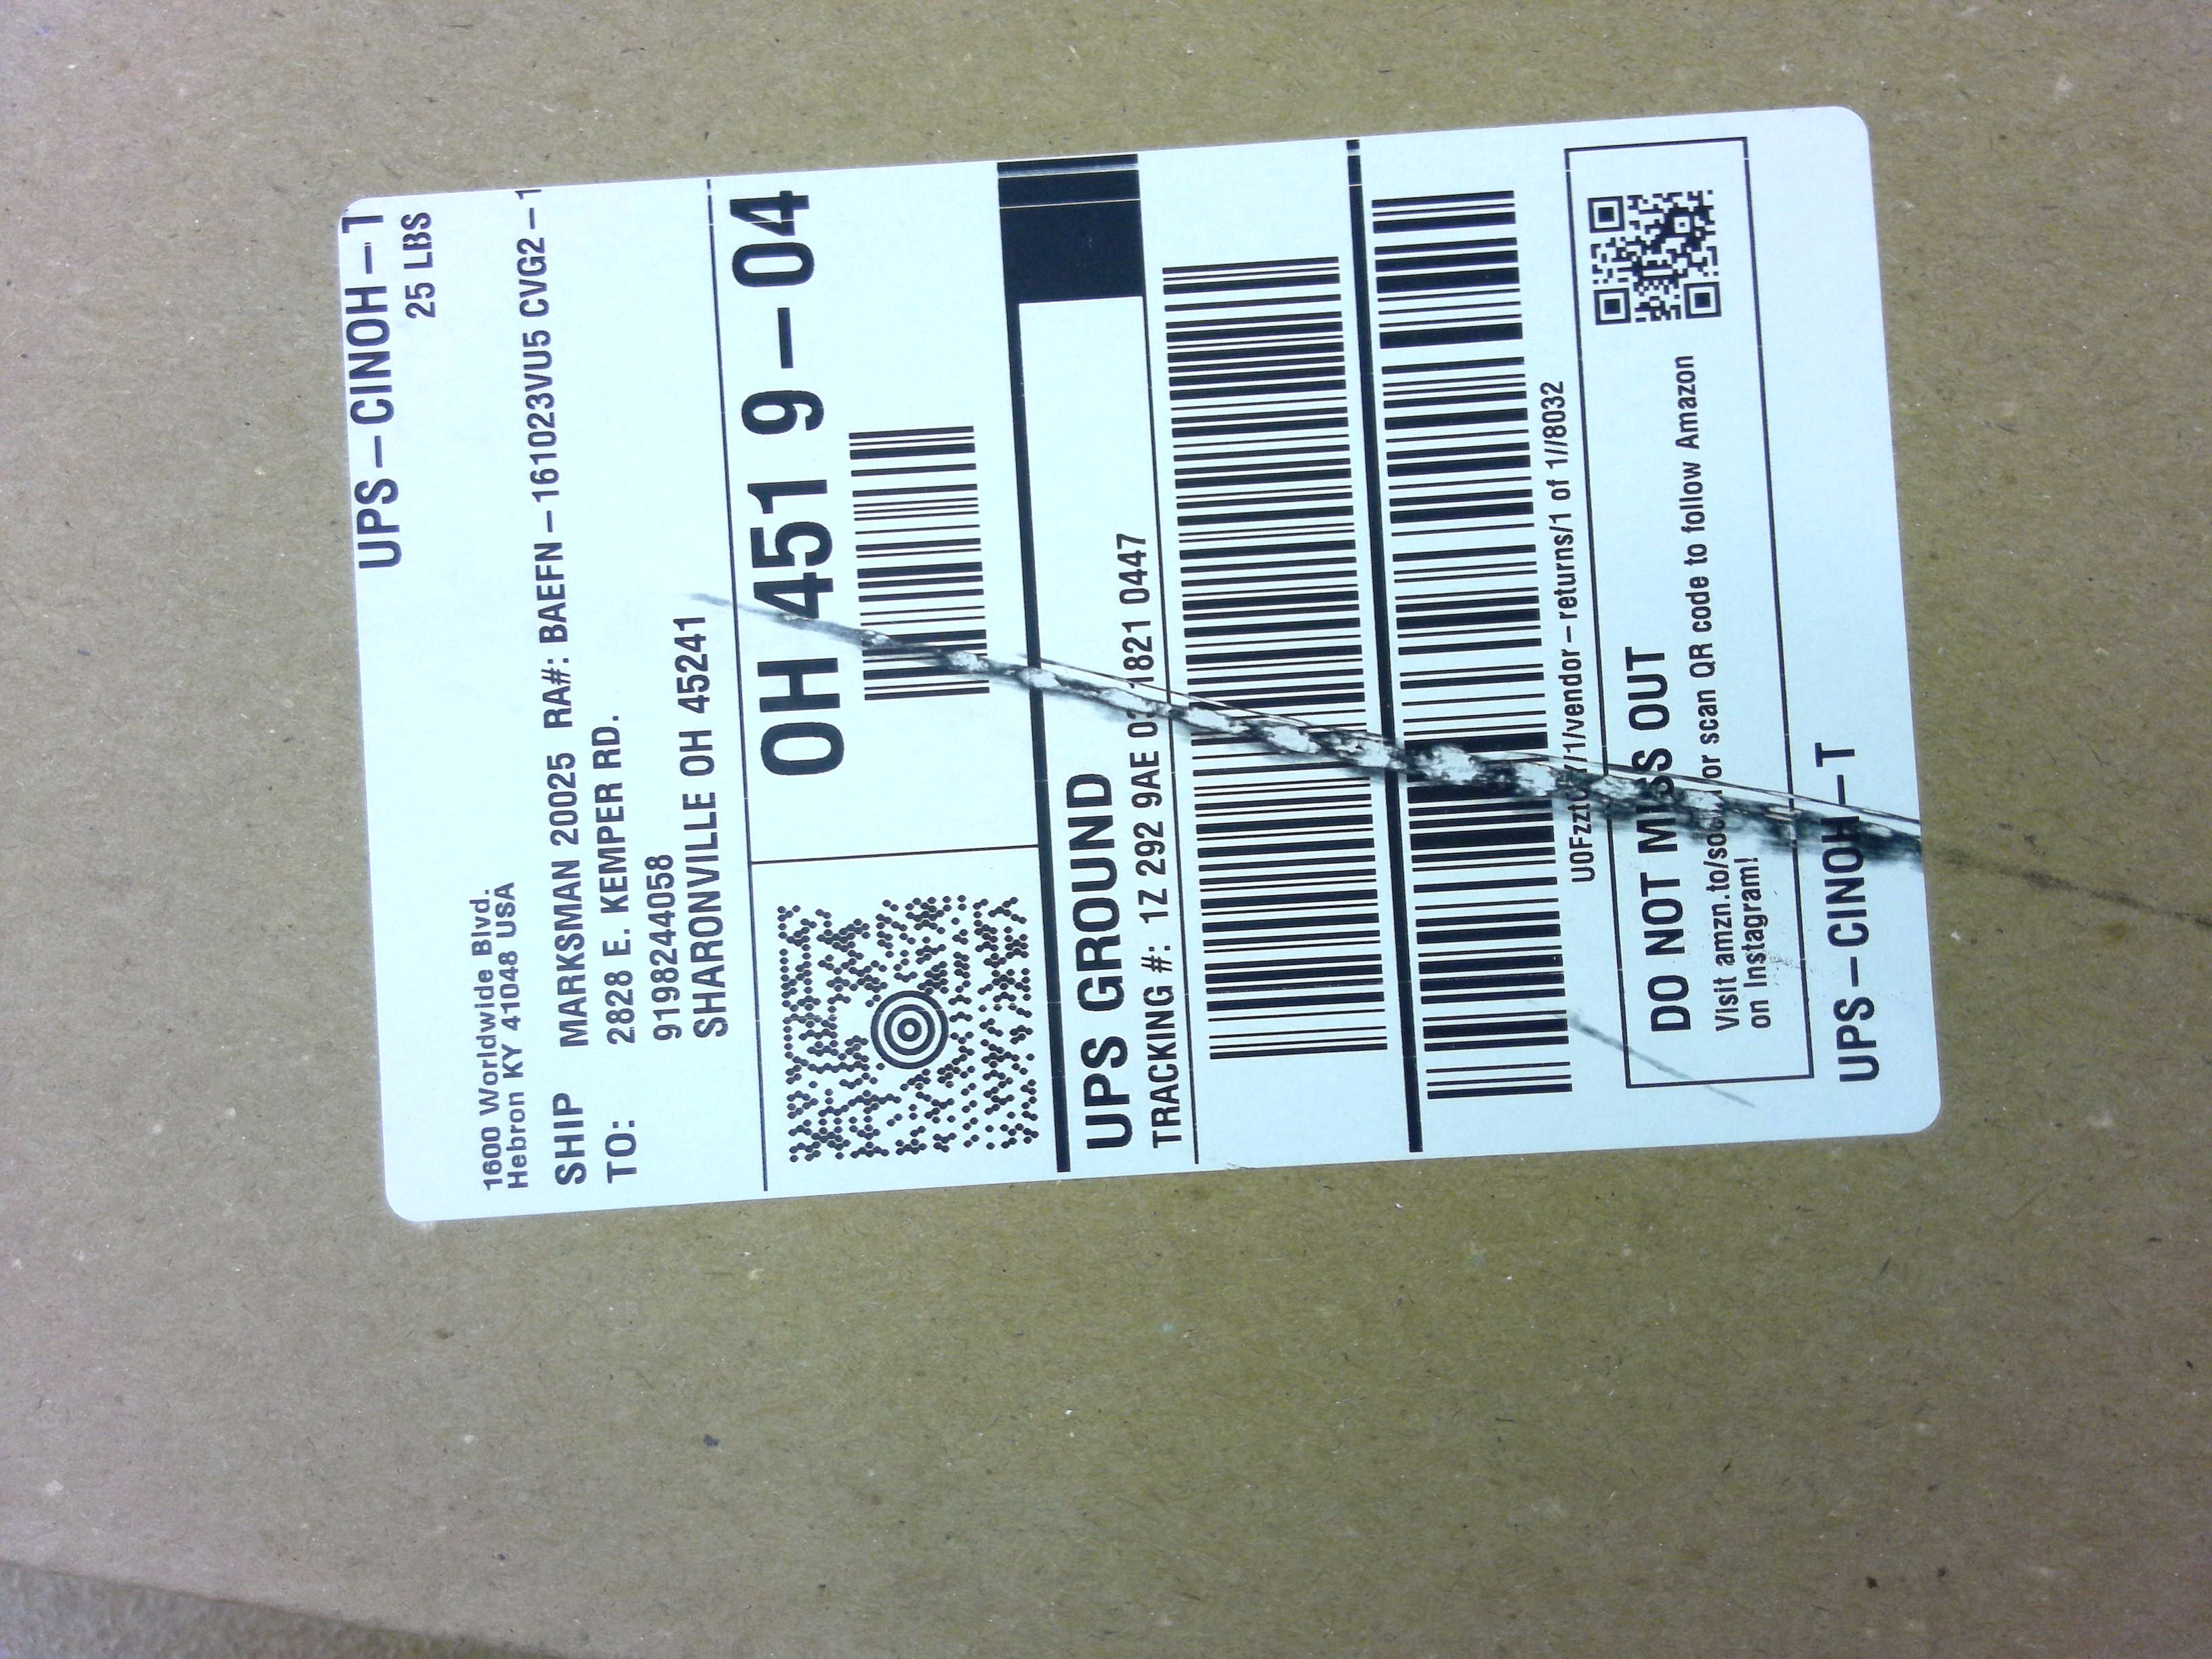 UPS-CINOH-T
25 LBS
1600 Worldwide Blvd.
Hebron KY 41048 USA
SHIP MARKSMAN 20025 RA#: BAEFN-161023VU5 CVG2-1
TO: 2828 E. KEMPER RD.
9198244058
SHARONVILLE OH 45241
OH 451 9-04
UPS GROUND
TRACKING #: 1Z 292 9AE 1821 0447
/1/vendor-returns/1 of 1/8032
DO NOT MISS OUT
Visit or scan QR code to follow Amazon
on Instagram!
UPS-CINOH-T